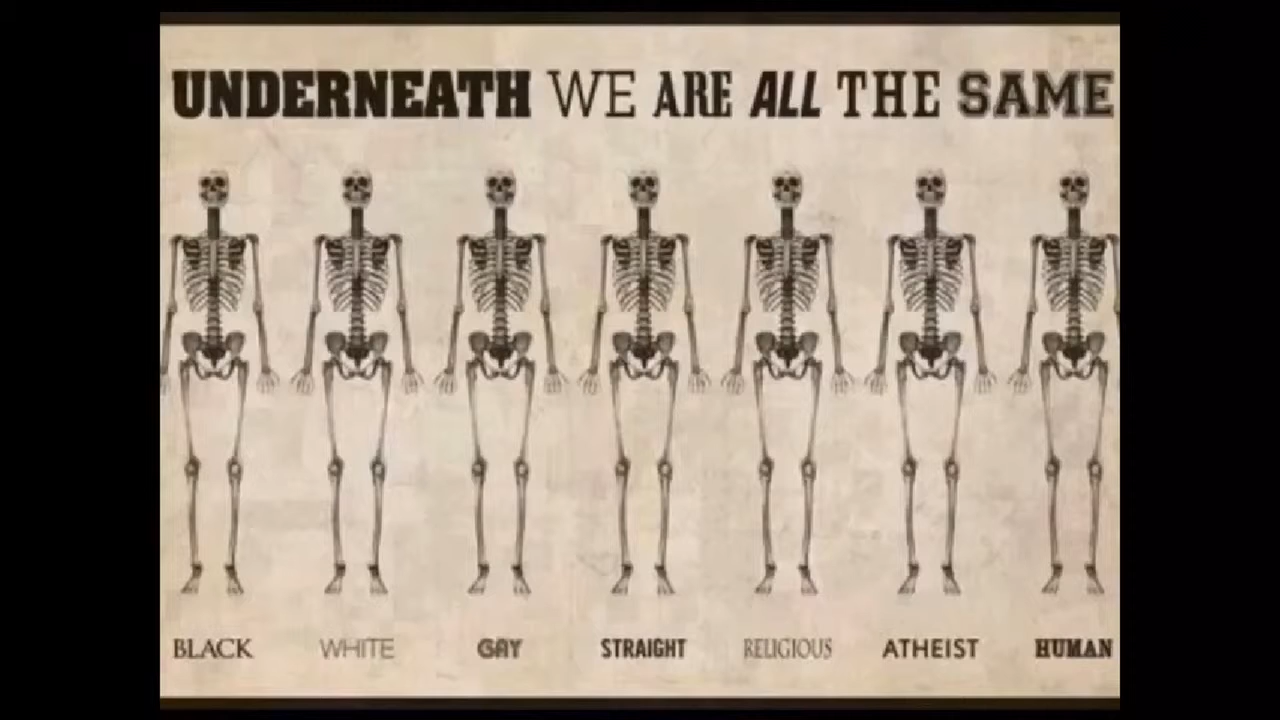 UNDERNEATH WE ARE ALL THE SAME
BLACK WHITE GAY STRAIGHT RELIGIOUS ATHEIST HUMAN